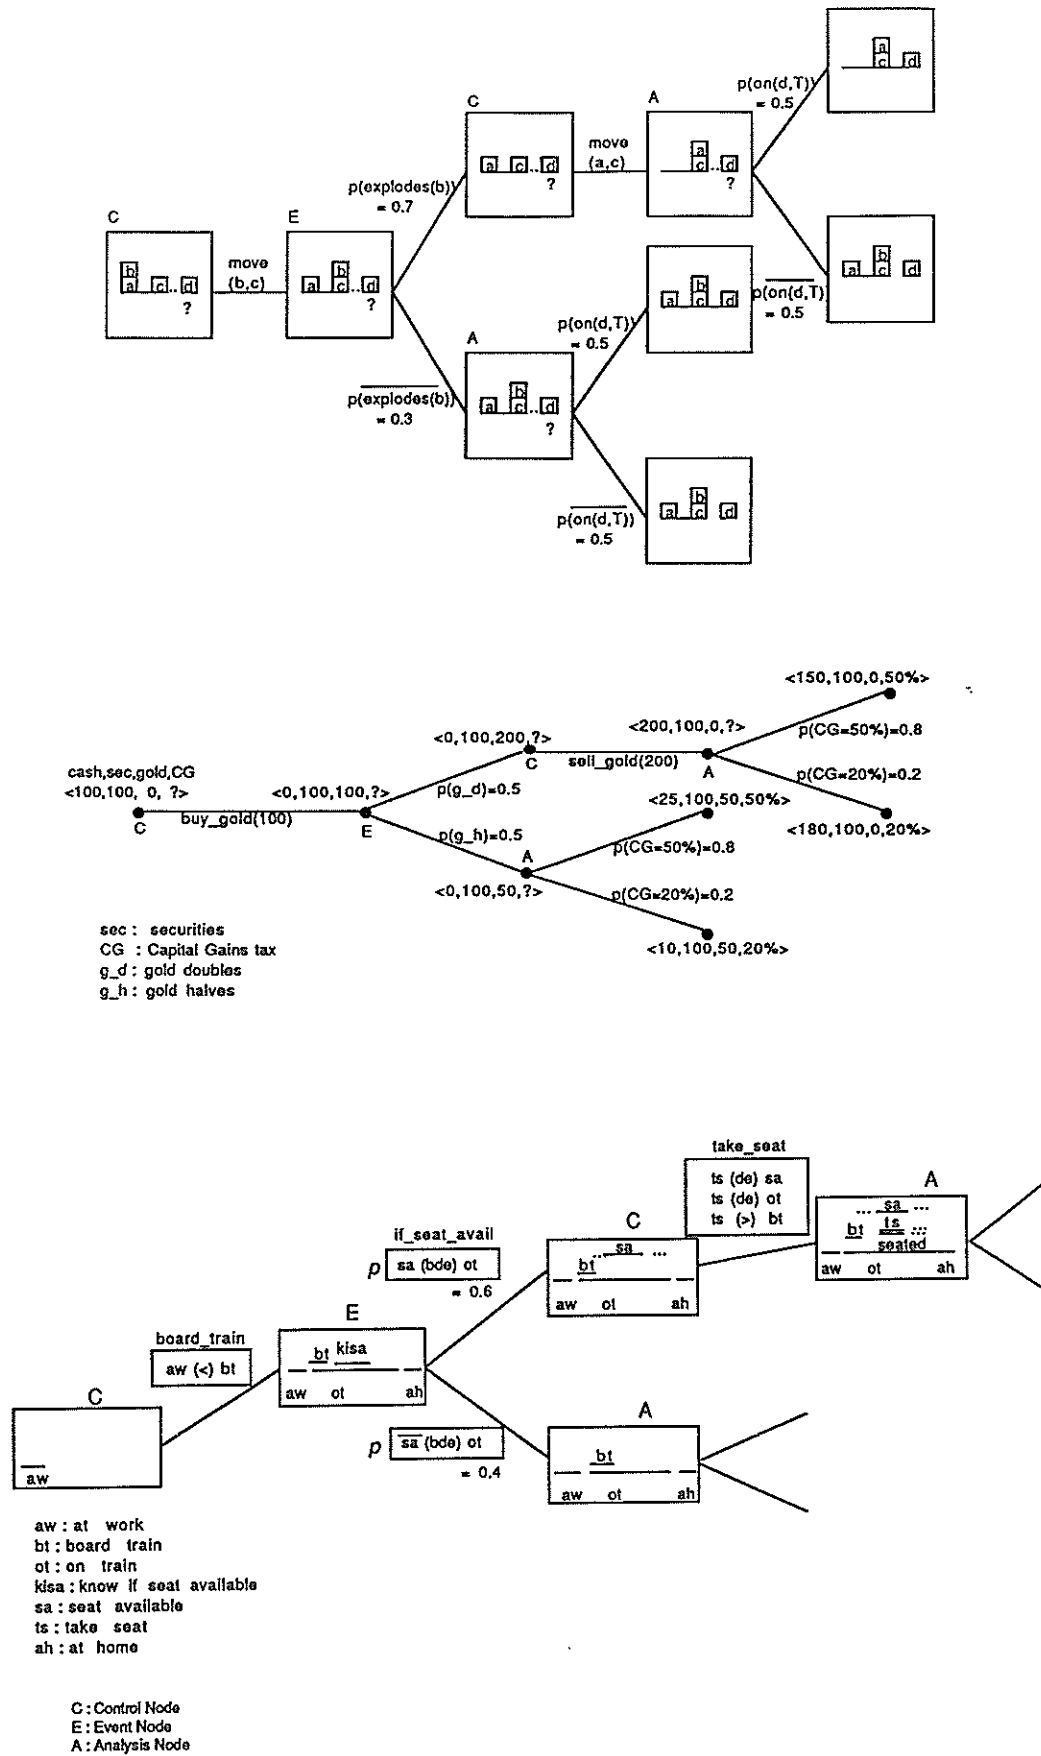 C
b
a c .. d
?
move
(b,c)
E
b
a c .. d
?
p(explodes(b))
= 0.7
C
a c .. d
?
move
(a,c)
A
a
c .. d
?
p(on(d,T))
= 0.5
a
c d
p(on(d,T)
= 0.5
b
a c d
p(explodes(b))
= 0.3
A
b
a c .. d
?
p(on(d,T))
= 0.5
b
a c d
p(on(d,T))
= 0.5
b
a c d
cash,sec,gold,CG
<100,100, 0, ?>
C
buy_gold(100)
<0,100,100,?>
E
p(g_d)=0.5
<0,100,200,?>
C
sell_gold(200)
<200,100,0,?>
A
<150,100,0,50%>
p(CG=50%)=0.8
p(CG=20%)=0.2
<180,100,0,20%>
p(g_h)=0.5
A
<0,100,50,?>
<25,100,50,50%>
p(CG=50%)=0.8
p(CG=20%)=0.2
<10,100,50,20%>
sec : securities
CG : Capital Gains tax
g_d : gold doubles
g_h : gold halves
C
aw
board_train
aw (<) bt
E
bt kisa
aw ot ah
if_seat_avail
p sa (bde) ot
= 0.6
C
... sa ...
bt
aw ot ah
take_seat
ts (de) sa
ts (de) ot
ts (>) bt
A
... sa ...
bt ts ...
seated
aw ot ah
p sa (bde) ot
= 0.4
A
bt
aw ot ah
aw : at work
bt : board train
ot : on train
kisa : know if seat available
sa : seat available
ts : take seat
ah : at home
C : Control Node
E : Event Node
A : Analysis Node